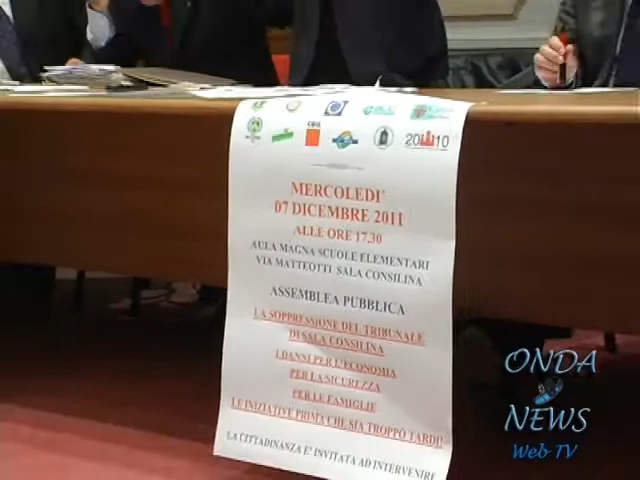 20 10
MERCOLEDI'
07 DICEMBRE 2011
ALLE ORE 17,30
AULA MAGNA SCUOLE ELEMENTARI
VIA MATTEOTTI SALA CONSILINA
ASSEMBLEA PUBBLICA
LA SOPPRESSIONE DEL TRIBUNALE
DI SALA CONSILINA
I DANNI PER L'ECONOMIA
PER LA SICUREZZA
PER LE FAMIGLIE
LE INIZIATIVE PRIMA CHE SIA TROPPO TARDI!
LA CITTADINANZA E' INVITATA AD INTERVENIRE
ONDA
NEWS
Web TV